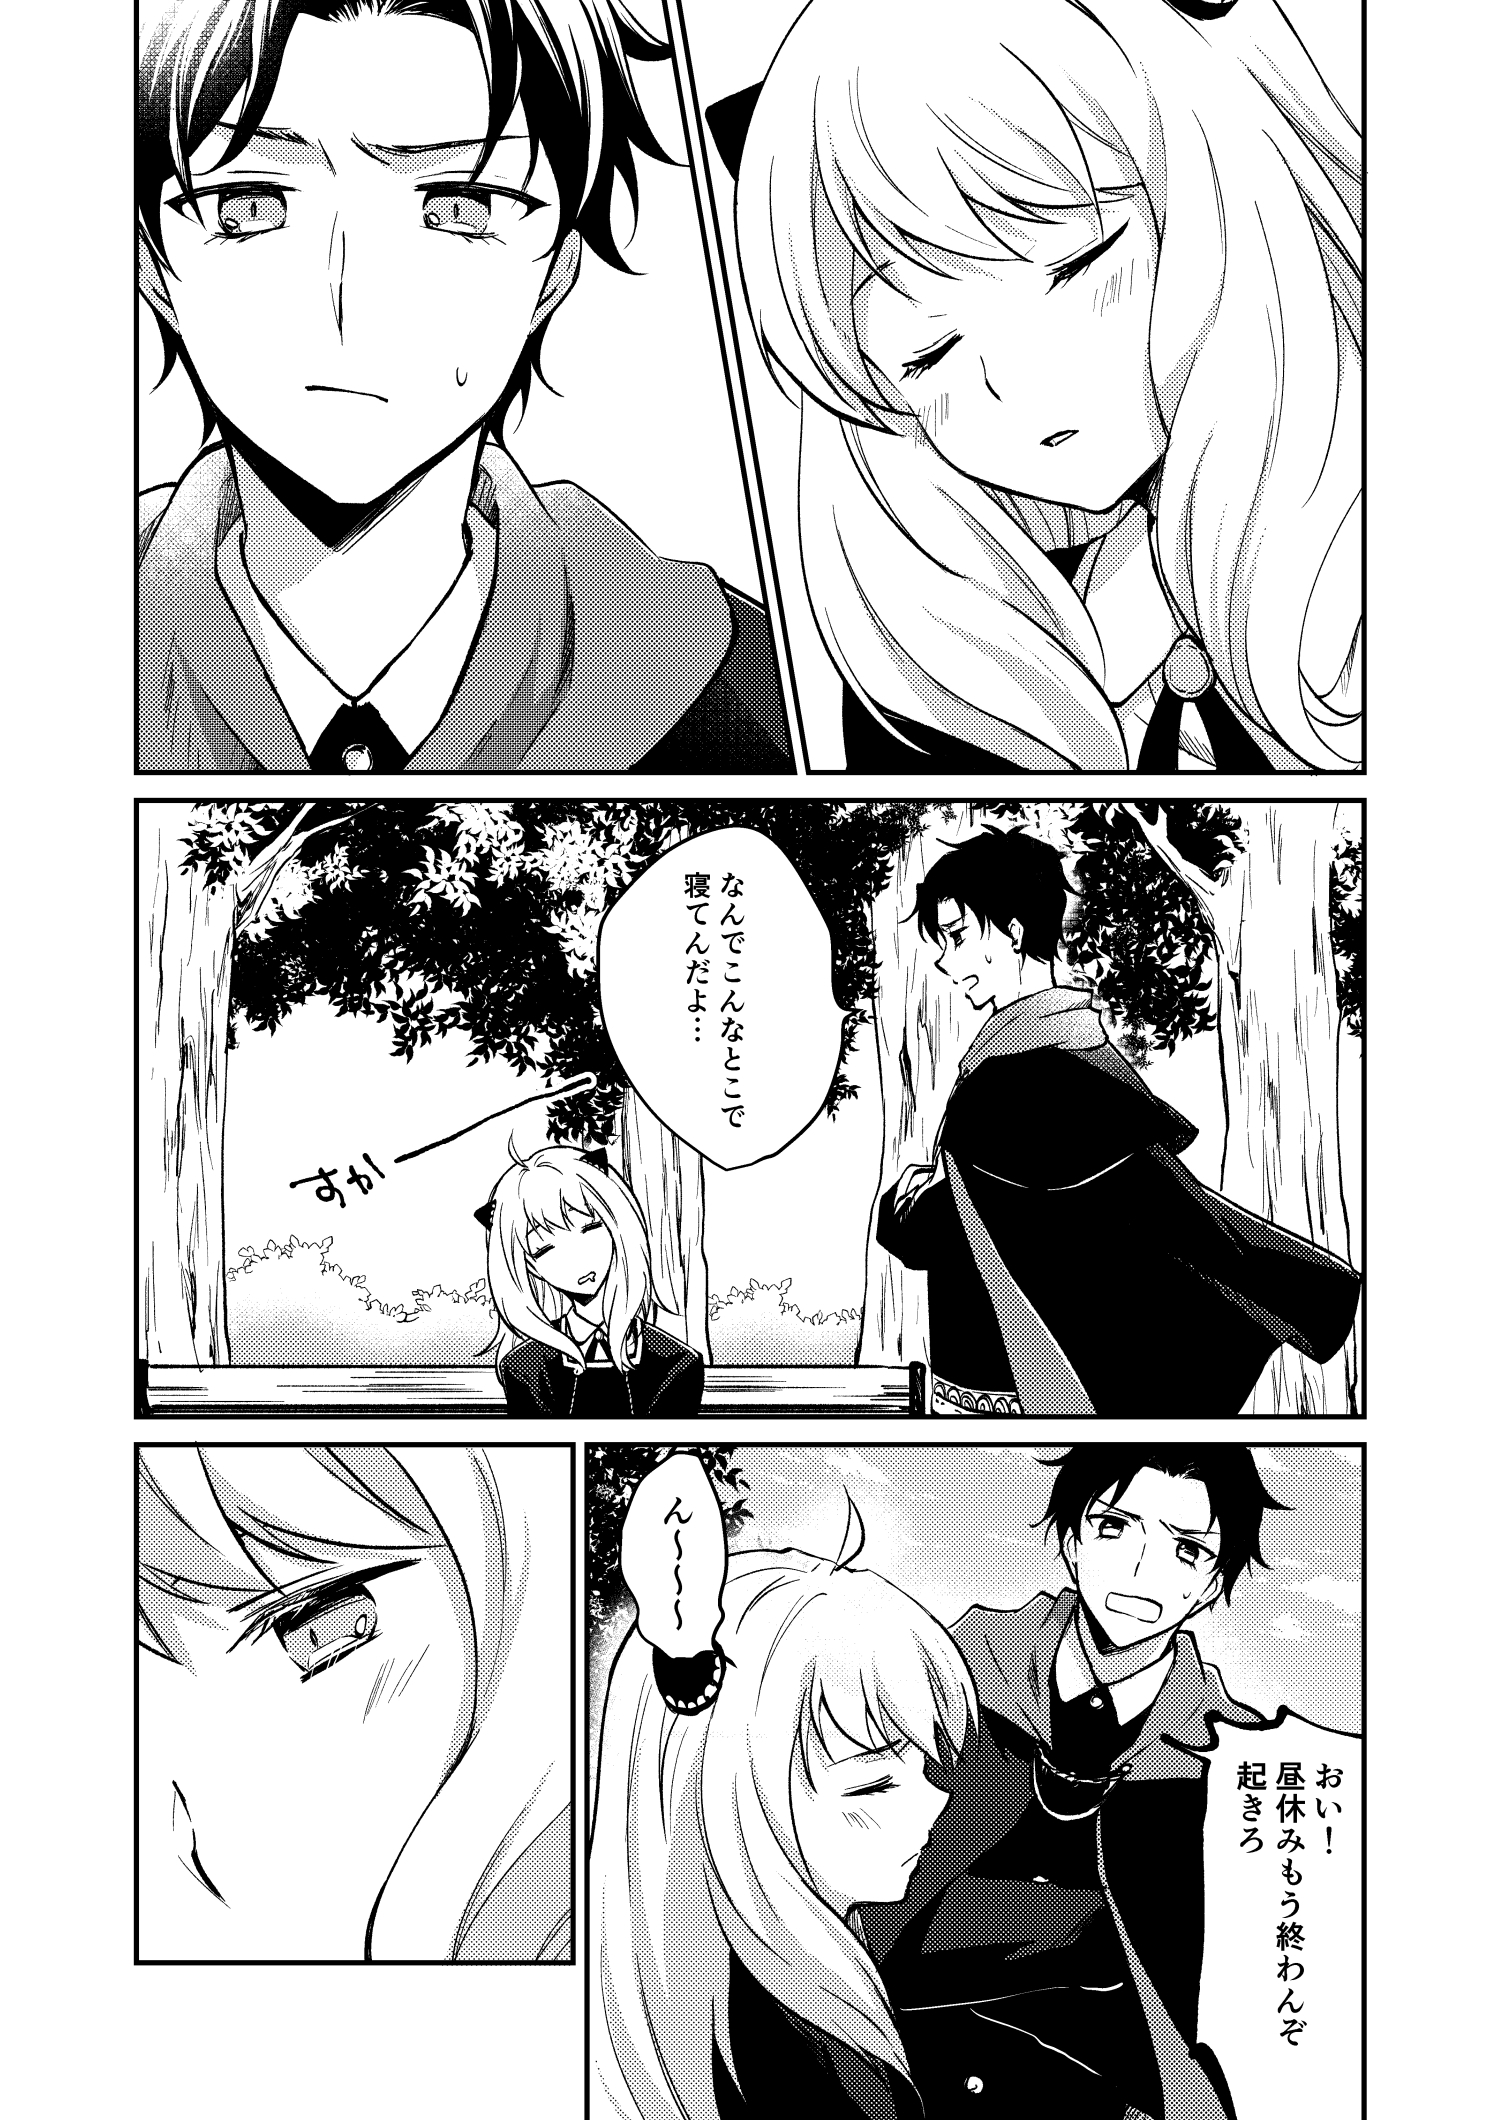 なんでこんなとこで
寝てんだよ…
すかー
おい！
昼休みもう終わんぞ
起きろ
ん～～～～